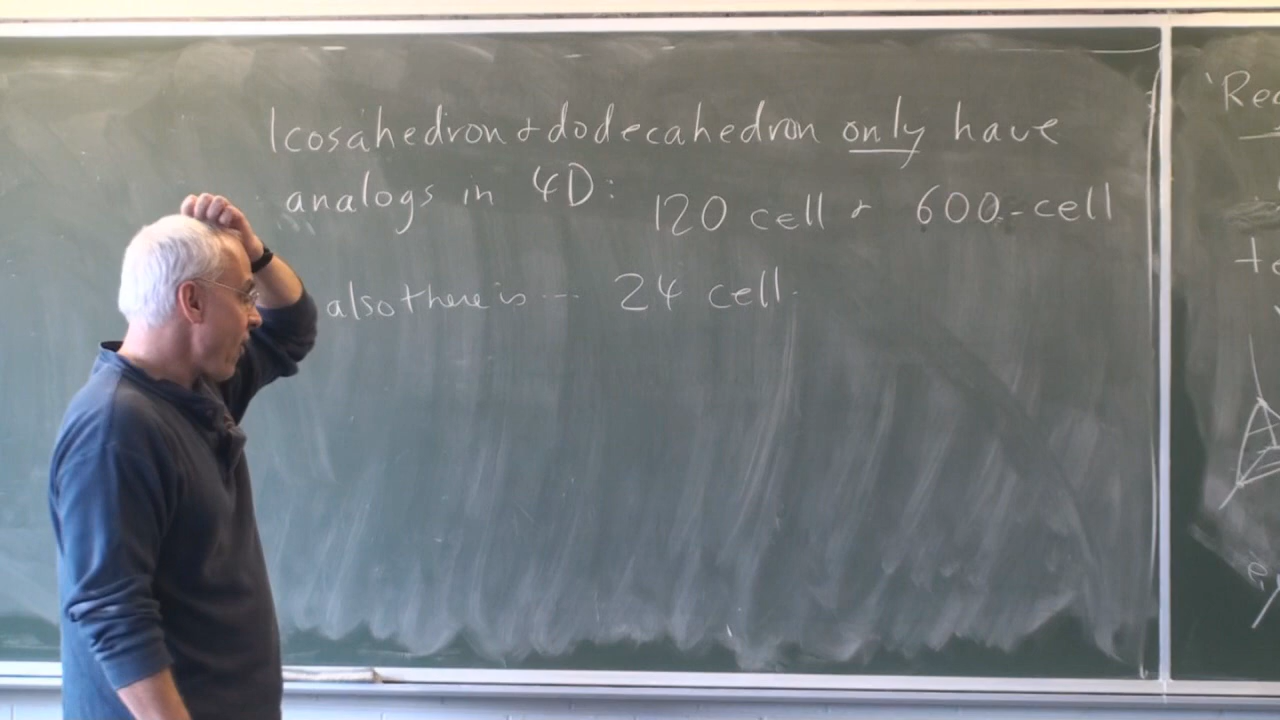 Icosahedron + dodecahedron only have
analogs in 4D: 120 cell + 600-cell
also there is ... 24 cell.